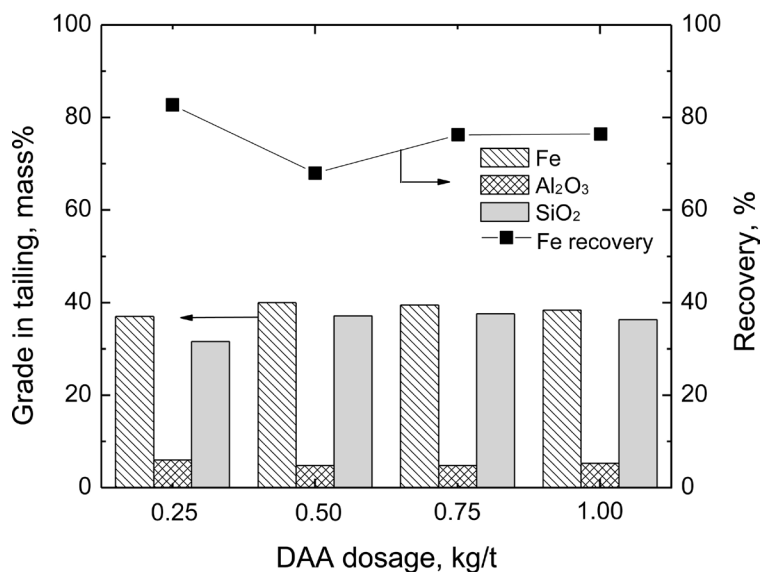 100
80
60
40
20
0
Grade in tailing, mass%
100
80
60
40
20
0
Recovery, %
Fe
Al₂O₃
SiO₂
Fe recovery
0.25 0.50 0.75 1.00
DAA dosage, kg/t